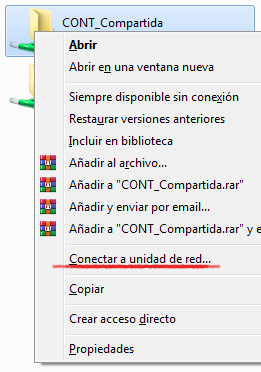 CONT_Compartida
Abrir
Abrir en una ventana nueva
Siempre disponible sin conexión
Restaurar versiones anteriores
Incluir en biblioteca
Añadir al archivo...
Añadir a "CONT_Compartida.rar"
Añadir y enviar por email...
Añadir a "CONT_Compartida.rar" y e
Conectar a unidad de red...
Copiar
Crear acceso directo
Propiedades